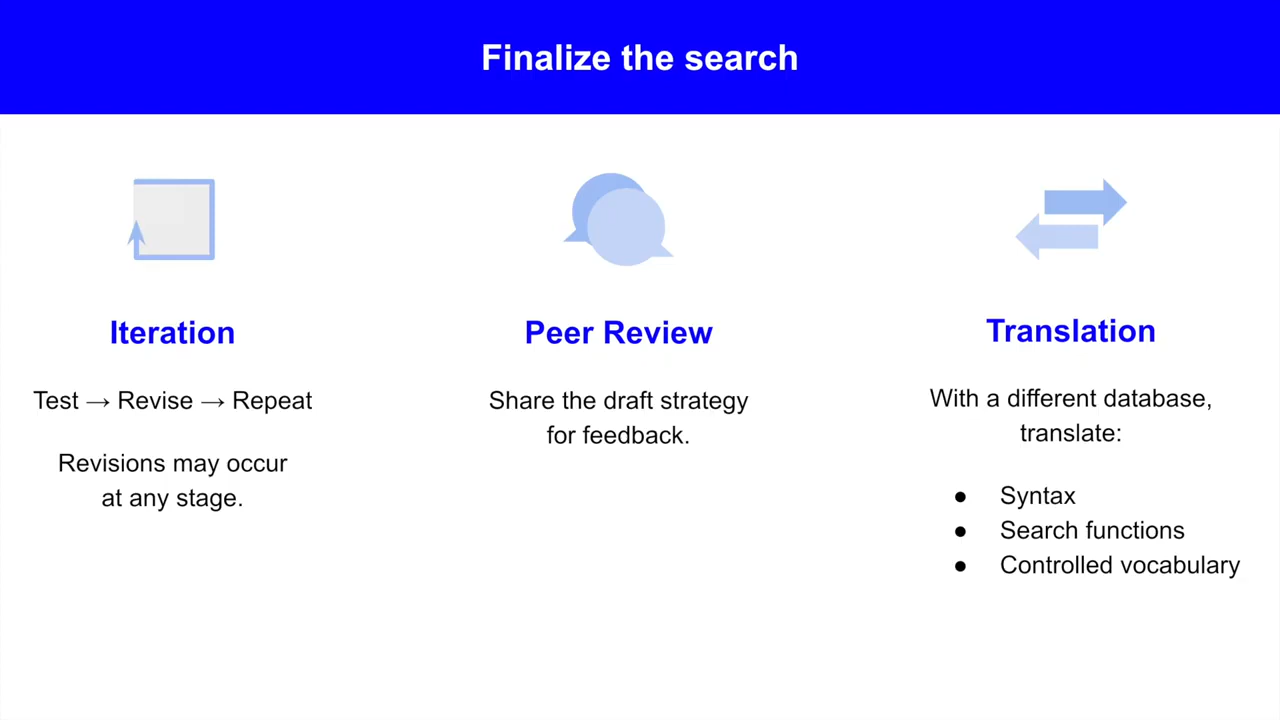 Finalize the search
Iteration
Test → Revise → Repeat
Revisions may occur
at any stage.
Peer Review
Share the draft strategy
for feedback.
Translation
With a different database,
translate:
● Syntax
● Search functions
● Controlled vocabulary